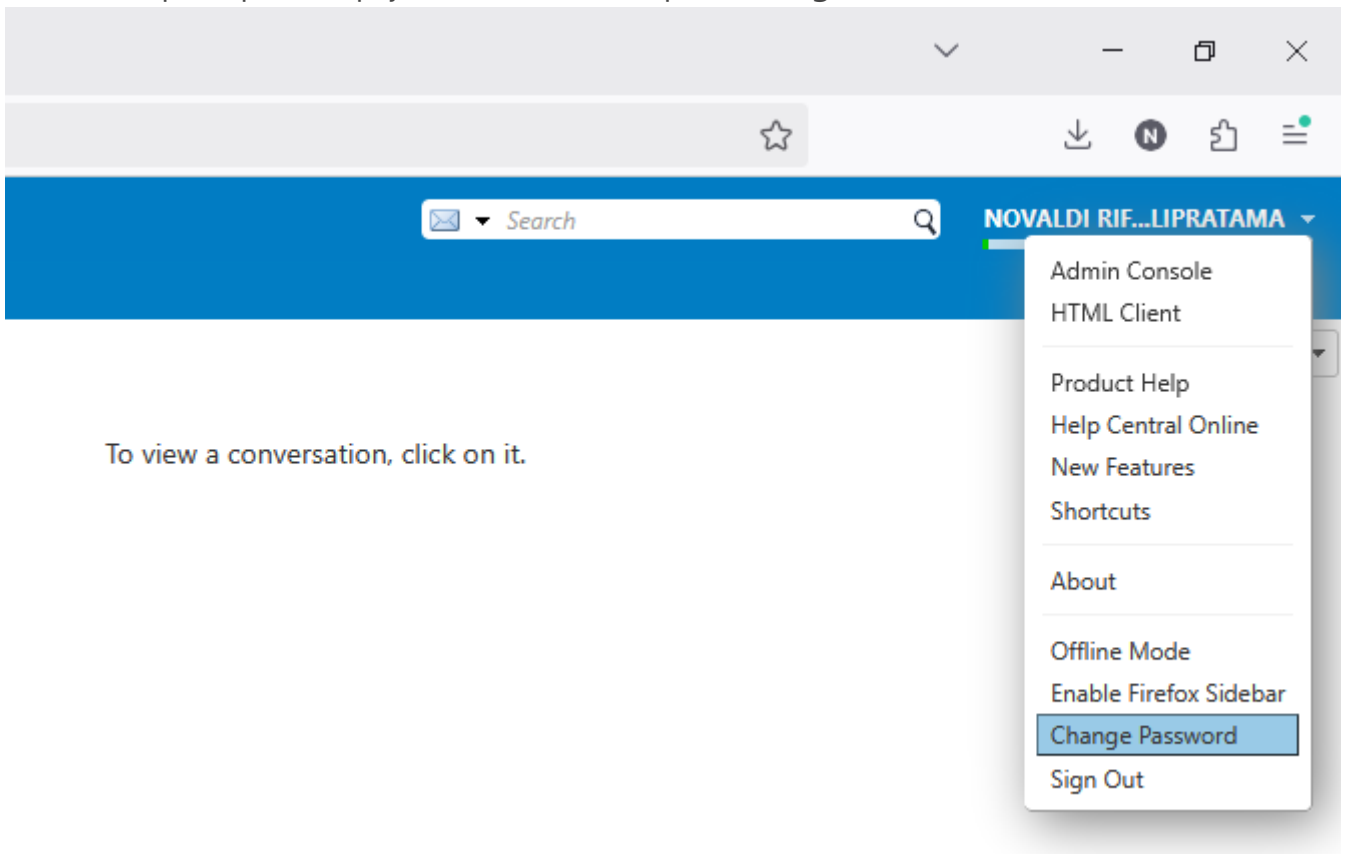 N
Search
NOVALDI RIF...LIPRATAMA
Admin Console
HTML Client
Product Help
Help Central Online
New Features
Shortcuts
To view a conversation, click on it.
About
Offline Mode
Enable Firefox Sidebar
Change Password
Sign Out